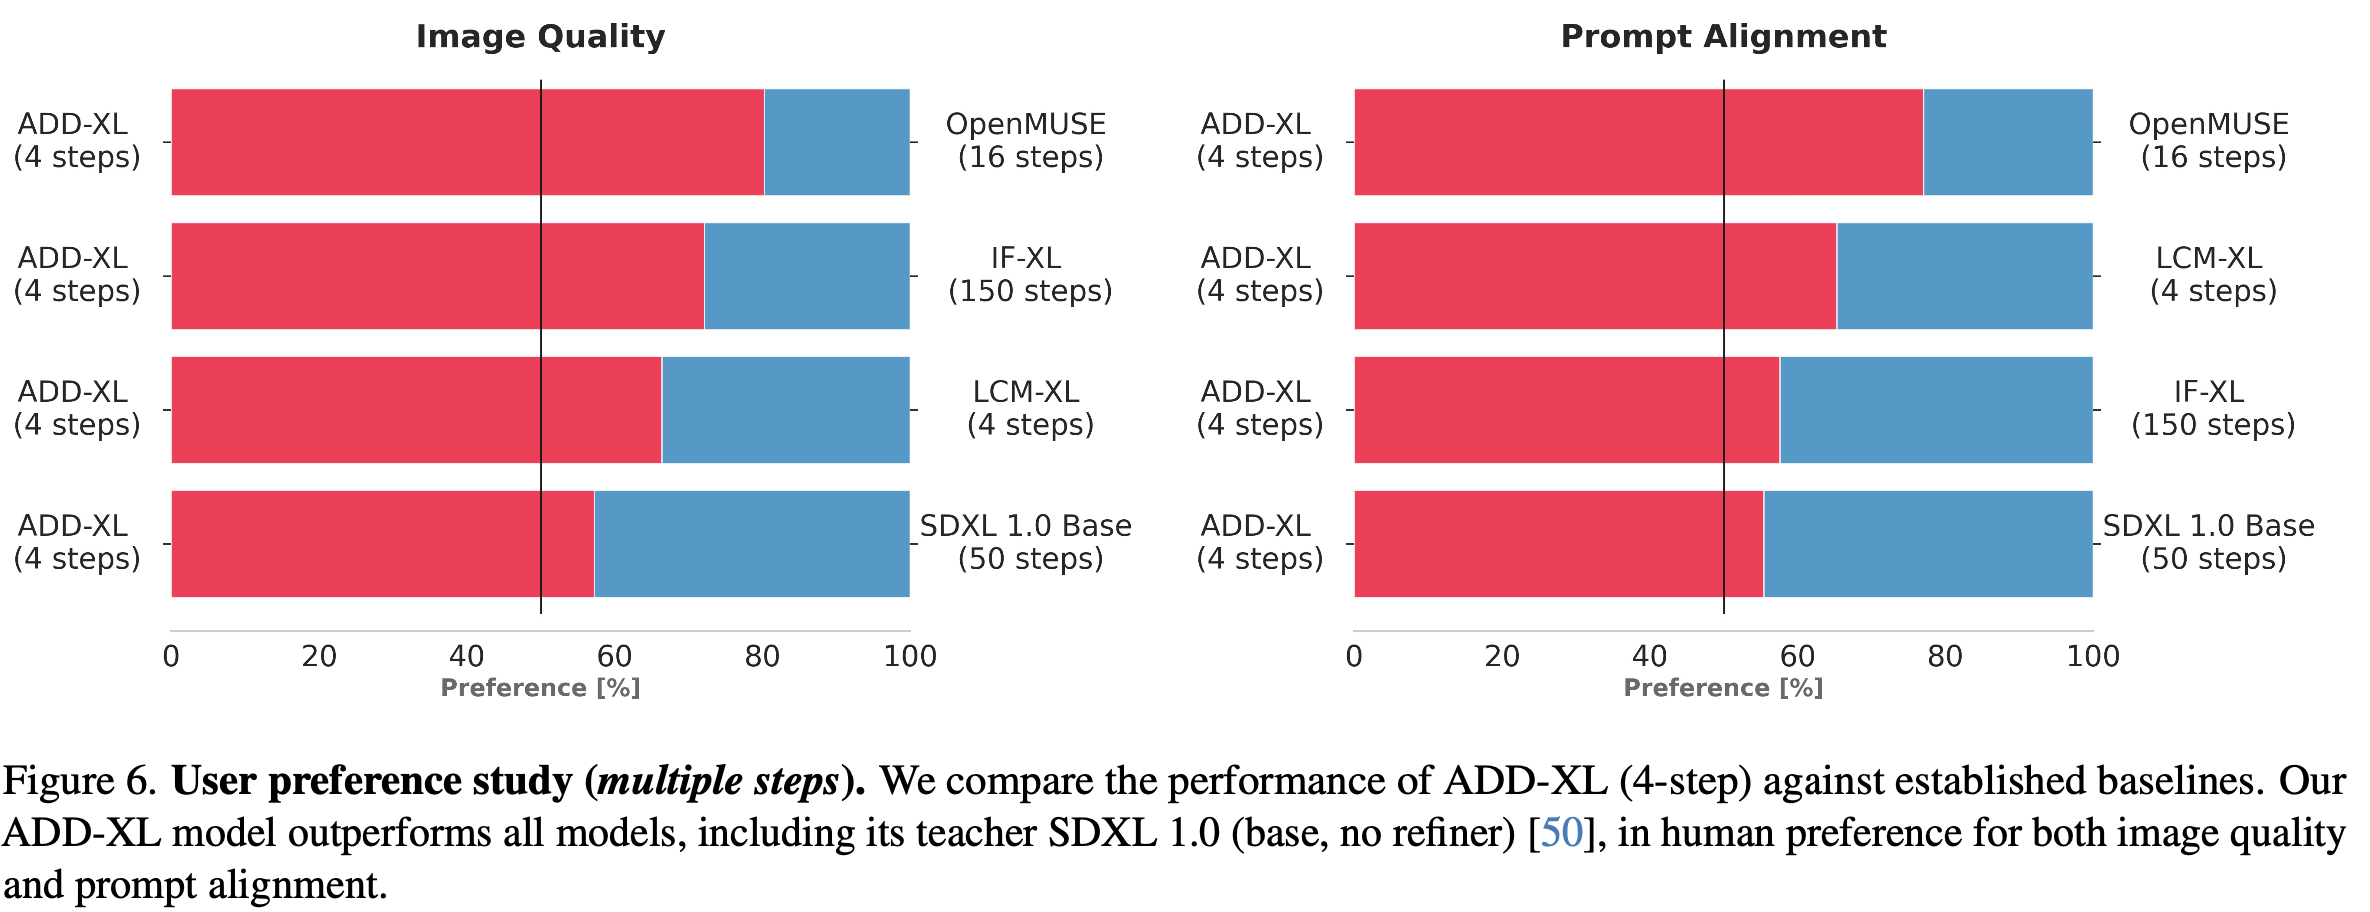 Image Quality
ADD-XL
(4 steps)
OpenMUSE
(16 steps)
ADD-XL
(4 steps)
IF-XL
(150 steps)
ADD-XL
(4 steps)
LCM-XL
(4 steps)
ADD-XL
(4 steps)
SDXL 1.0 Base
(50 steps)
0 20 40 60 80 100
Preference [%]
Prompt Alignment
ADD-XL
(4 steps)
OpenMUSE
(16 steps)
ADD-XL
(4 steps)
LCM-XL
(4 steps)
ADD-XL
(4 steps)
IF-XL
(150 steps)
ADD-XL
(4 steps)
SDXL 1.0 Base
(50 steps)
0 20 40 60 80 100
Preference [%]
Figure 6. User preference study (multiple steps). We compare the performance of ADD-XL (4-step) against established baselines. Our
ADD-XL model outperforms all models, including its teacher SDXL 1.0 (base, no refiner) [50], in human preference for both image quality
and prompt alignment.